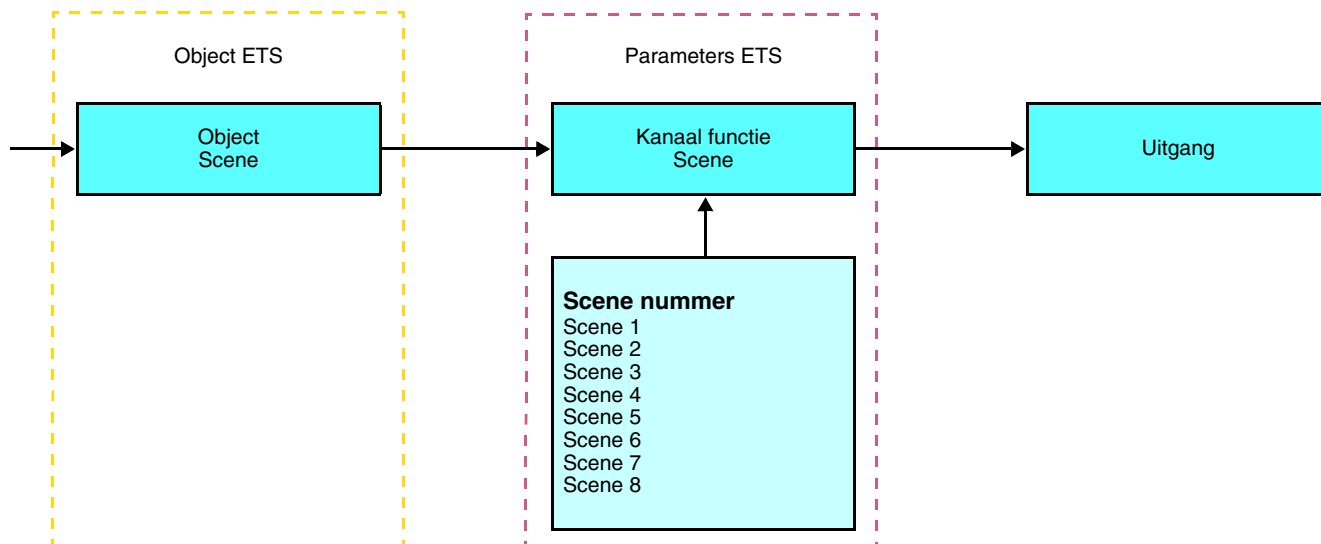 Object ETS
Parameters ETS
Object
Scene
Kanaal functie
Scene
Uitgang
Scene nummer
Scene 1
Scene 2
Scene 3
Scene 4
Scene 5
Scene 6
Scene 7
Scene 8